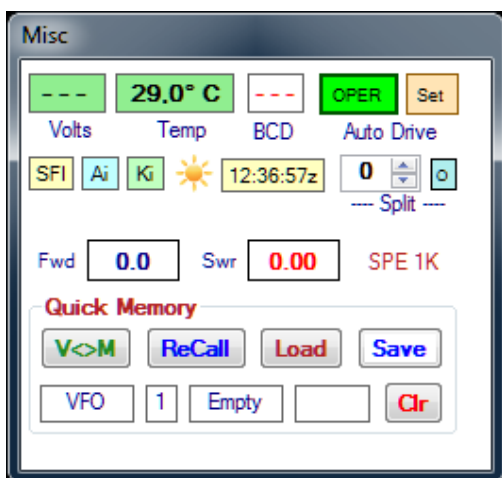 Misc
--- 29.0° C --- OPER Set
Volts Temp BCD Auto Drive
SFI Ai Ki 12:36:57z 0 o
---- Split ----
Fwd 0.0 Swr 0.00 SPE 1K
Quick Memory
V<>M ReCall Load Save
VFO 1 Empty Clr